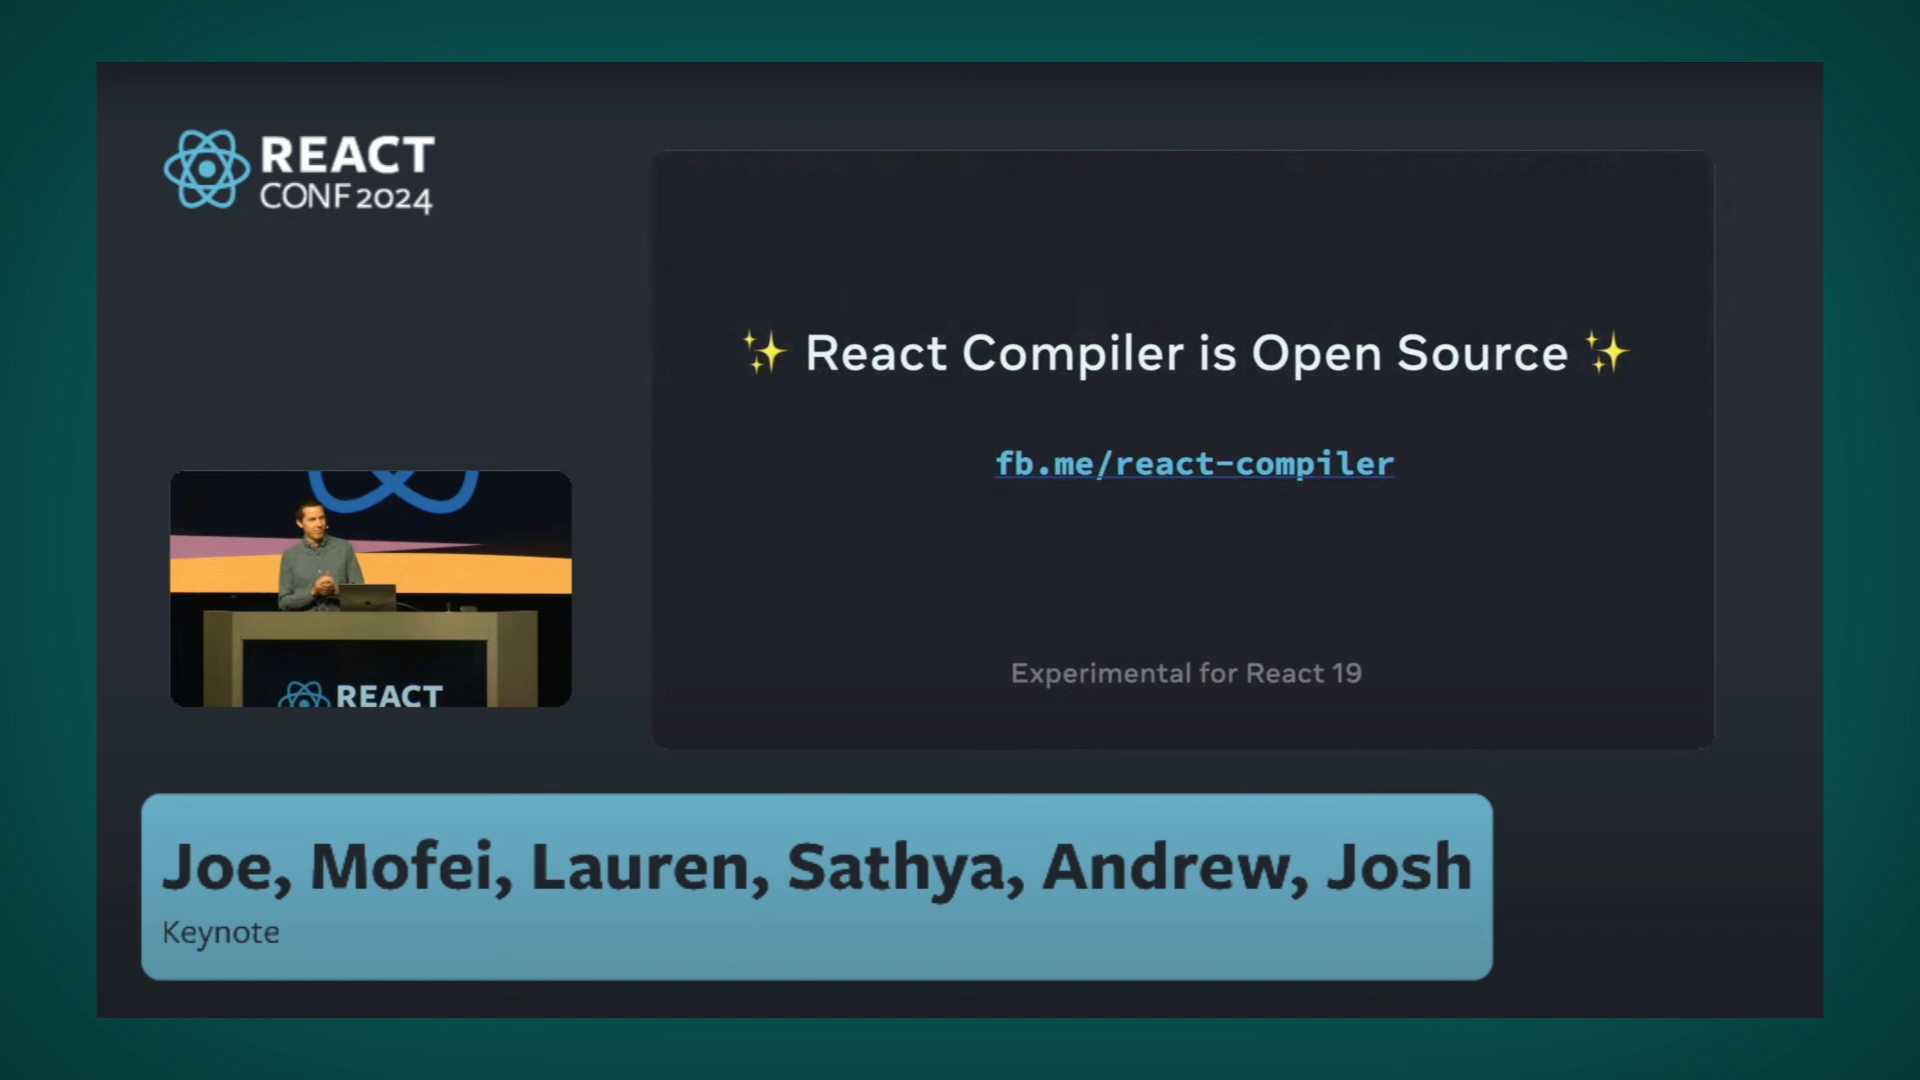 REACT
CONF 2024
✨ React Compiler is Open Source ✨
fb.me/react-compiler
Experimental for React 19
REACT
Joe, Mofei, Lauren, Sathya, Andrew, Josh
Keynote